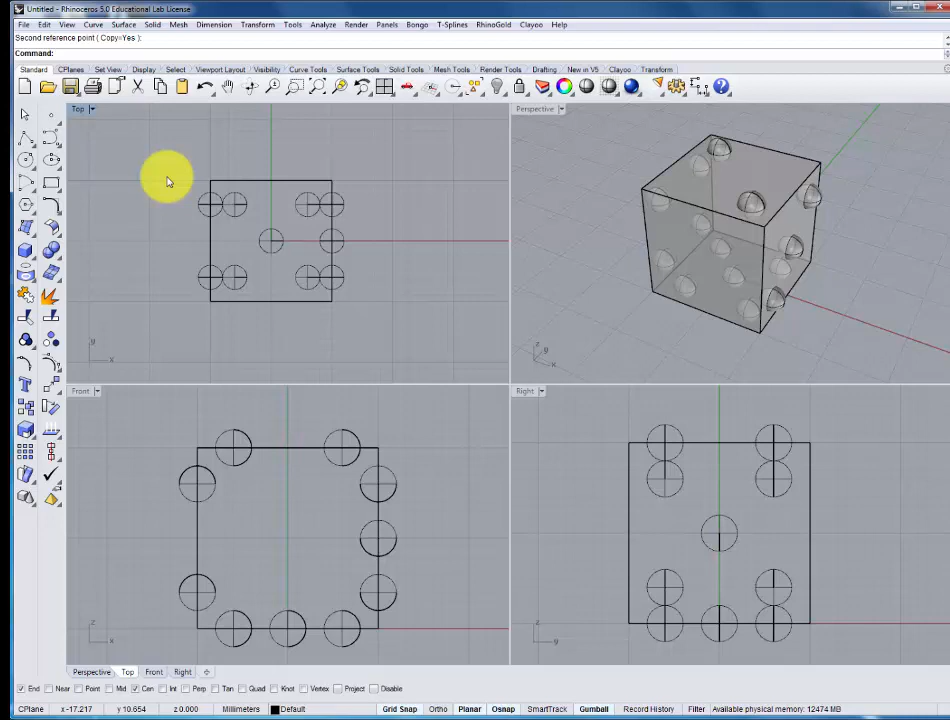 Untitled - Rhinoceros 5.0 Educational Lab License
File Edit View Curve Surface Solid Mesh Dimension Transform Tools Analyze Render Panels Bongo T-Splines RhinoGold Clayoo Help
Second reference point ( Copy=Yes ):
Command:
Standard CPlanes Set View Display Select Viewport Layout Visibility Curve Tools Surface Tools Solid Tools Mesh Tools Render Tools Drafting New in V5 Clayoo Transform
Top
Perspective
y
x
z
y
x
Front
Right
z
x
z
y
Perspective Top Front Right
End Near Point Mid Cen Int Perp Tan Quad Knot Vertex Project Disable
CPlane x -17.217 y 10.654 z 0.000 Millimeters Default Grid Snap Ortho Planar Osnap SmartTrack Gumball Record History Filter Available physical memory: 12474 MB